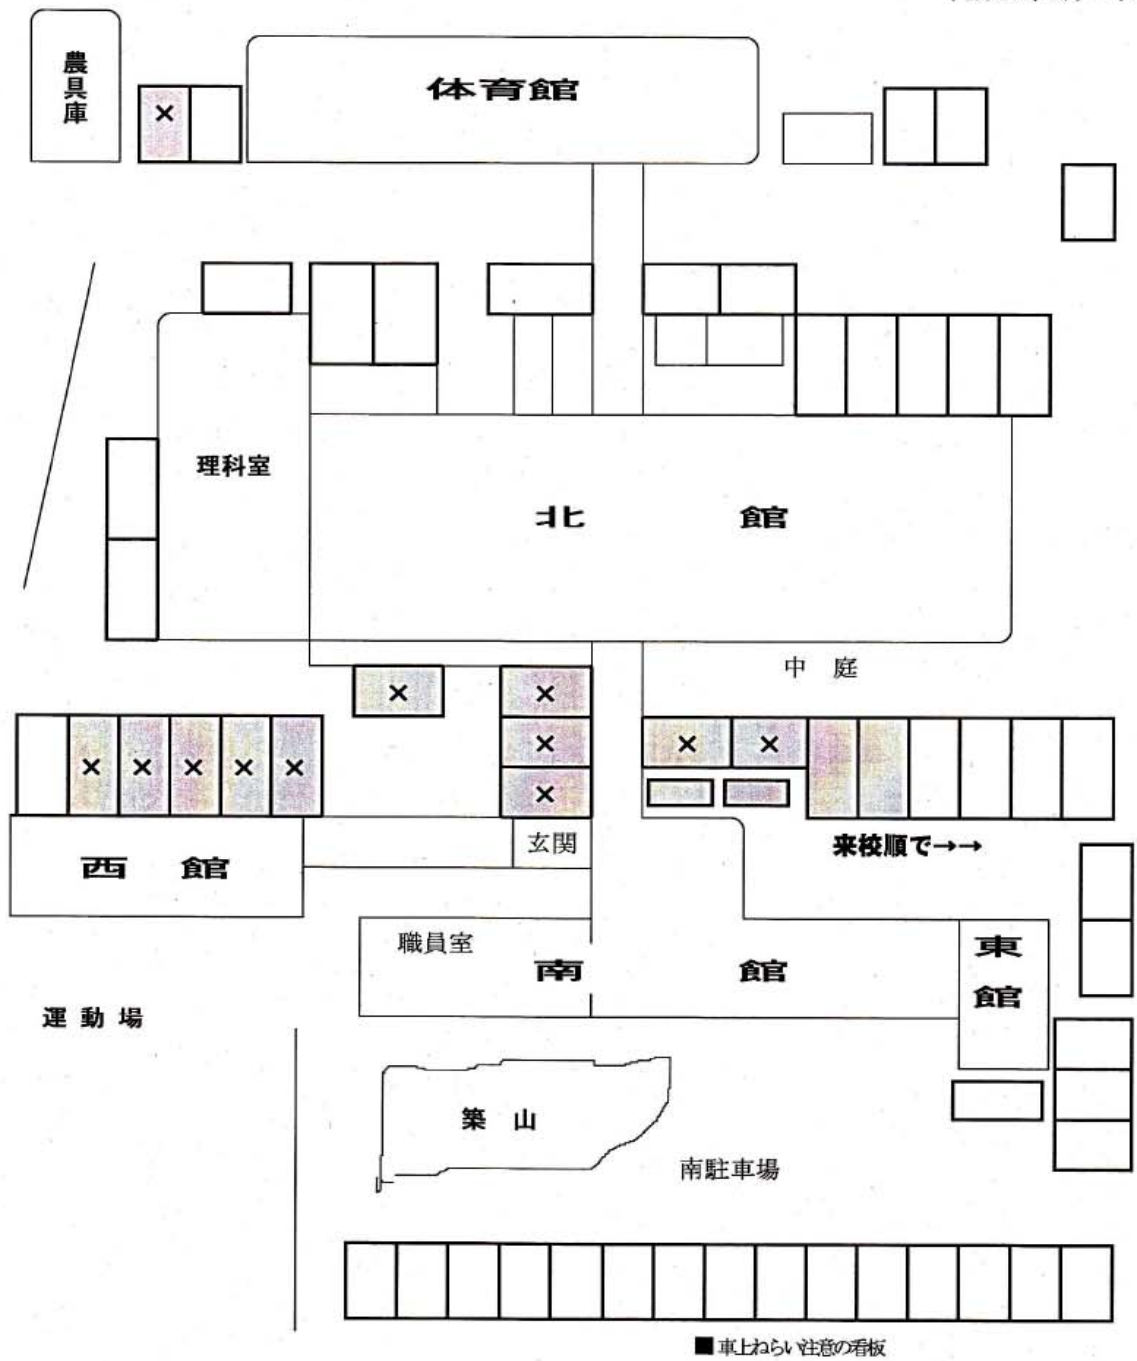 農具庫
体育館
×
理科室
北 館
中 庭
×
×
× × × × ×
×
× ×
×
玄関
来校順で→→
西 館
職員室
南 館
東館
運 動 場
築 山
南駐車場
■ 車上ねらい注意の看板